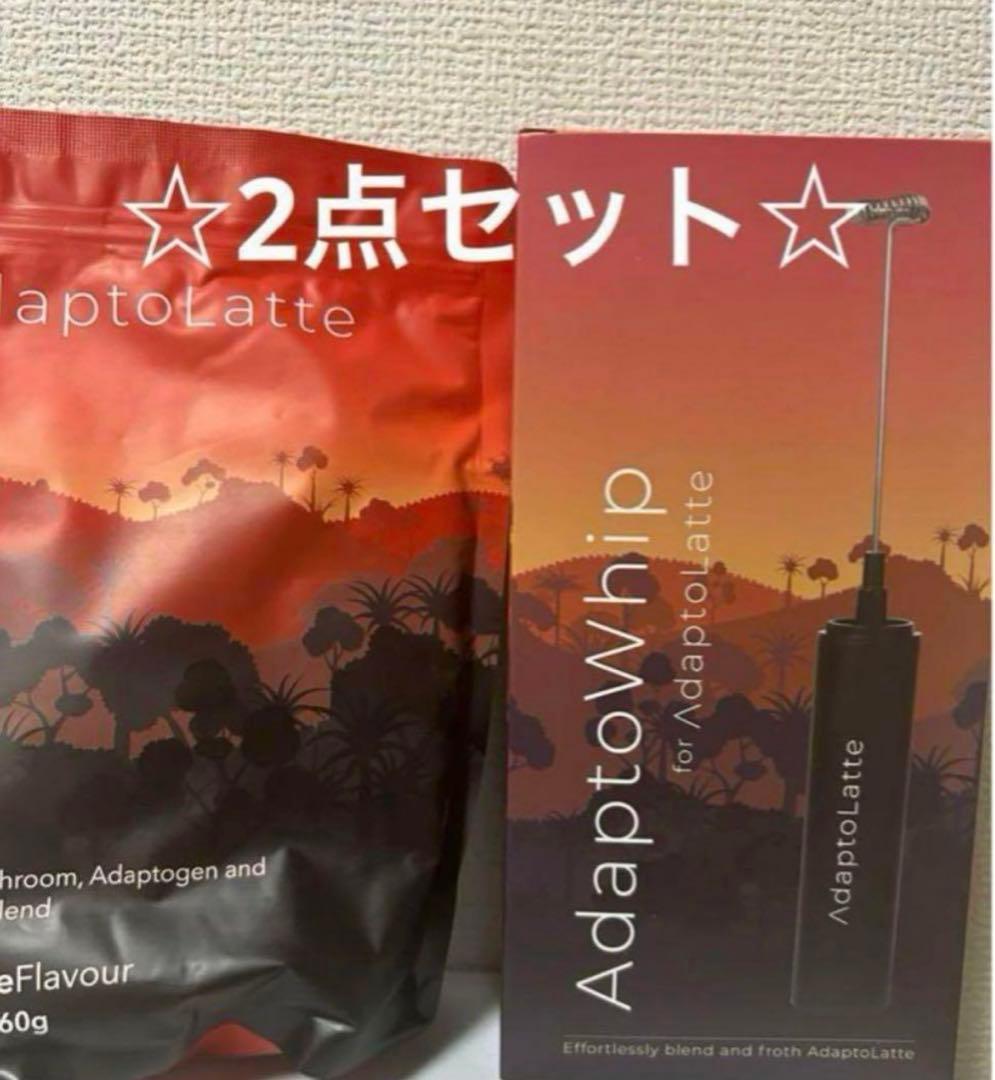 ☆2点セット☆
aptoLatte
hroom, Adaptogen and
lend
eFlavour
60g
AdaptoWhip
for AdaptoLatte
AdaptoLatte
Effortlessly blend and froth AdaptoLatte